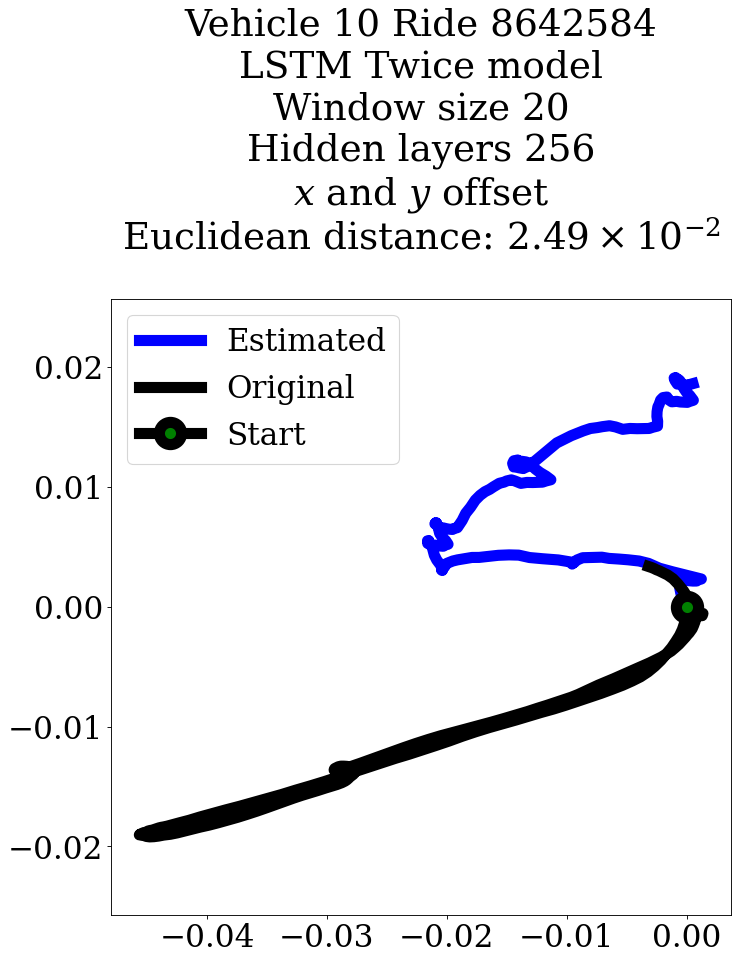 Vehicle 10 Ride 8642584
LSTM Twice model
Window size 20
Hidden layers 256
x and y offset
Euclidean distance: 2.49 × 10⁻²
Estimated
Original
Start
0.02
0.01
0.00
−0.01
−0.02
−0.04 −0.03 −0.02 −0.01 0.00